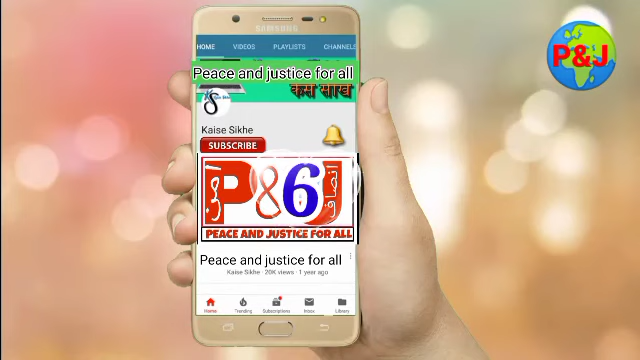 SAMSUNG
HOME VIDEOS PLAYLISTS CHANNELS
Peace and justice for all
P&J
Kaise Sikhe
SUBSCRIBE
P&6J
PEACE AND JUSTICE FOR ALL
Peace and justice for all
Kaise Sikhe · 20K views · 1 year ago
Home Trending Subscriptions Inbox Library